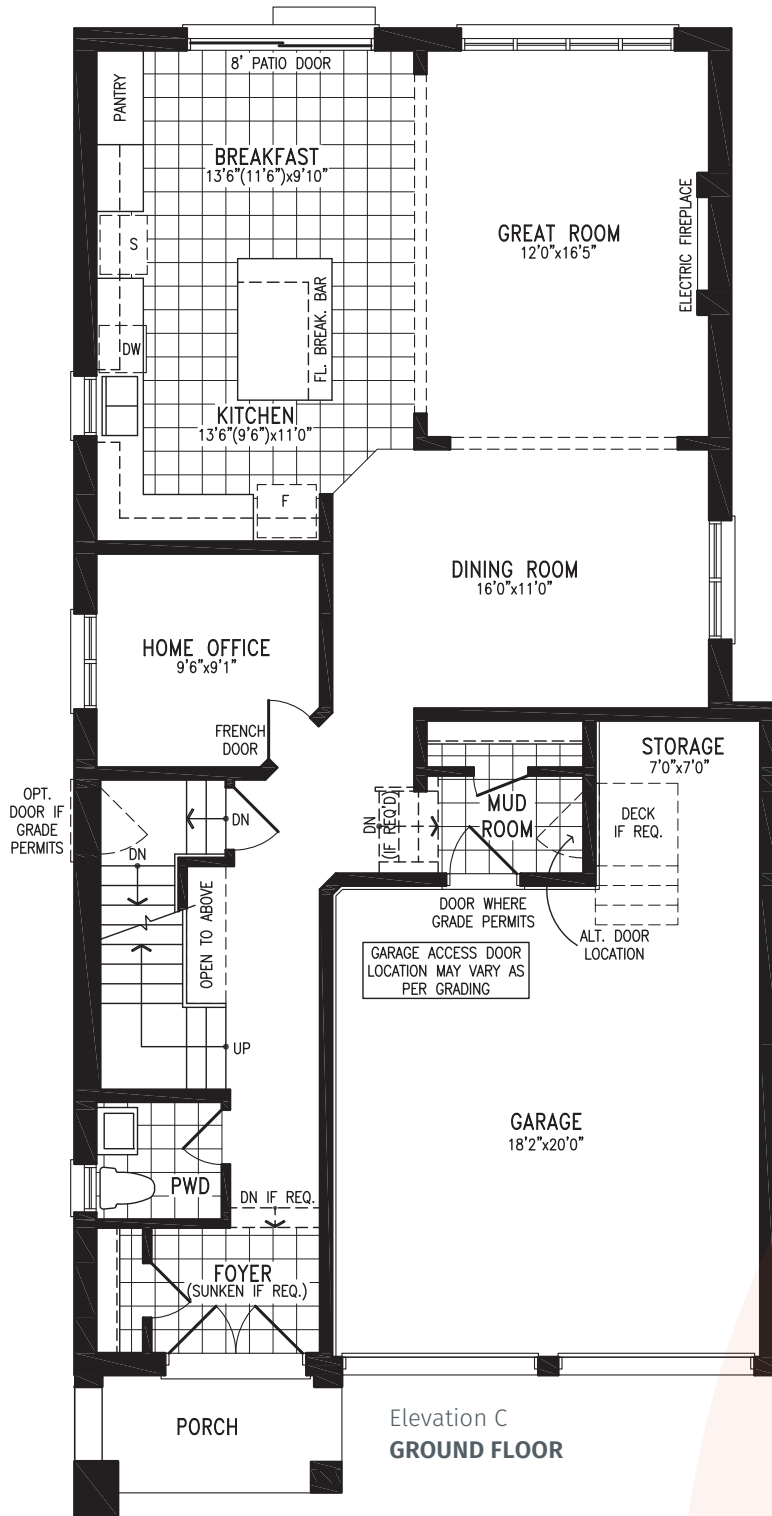 8' PATIO DOOR
PANTRY
BREAKFAST
13'6"(11'6")x9'10"
GREAT ROOM
12'0"x16'5"
ELECTRIC FIREPLACE
S
FL. BREAK. BAR
DW
KITCHEN
13'6"(9'6")x11'0"
F
DINING ROOM
16'0"x11'0"
HOME OFFICE
9'6"x9'1"
FRENCH
DOOR
STORAGE
7'0"x7'0"
OPT.
DOOR IF
GRADE
PERMITS
DN
DN
DN
(IF REQ'D)
MUD
ROOM
DECK
IF REQ.
OPEN TO ABOVE
DOOR WHERE
GRADE PERMITS
ALT. DOOR
LOCATION
GARAGE ACCESS DOOR
LOCATION MAY VARY AS
PER GRADING
UP
GARAGE
18'2"x20'0"
PWD
DN IF REQ.
FOYER
(SUNKEN IF REQ.)
PORCH
Elevation C
GROUND FLOOR